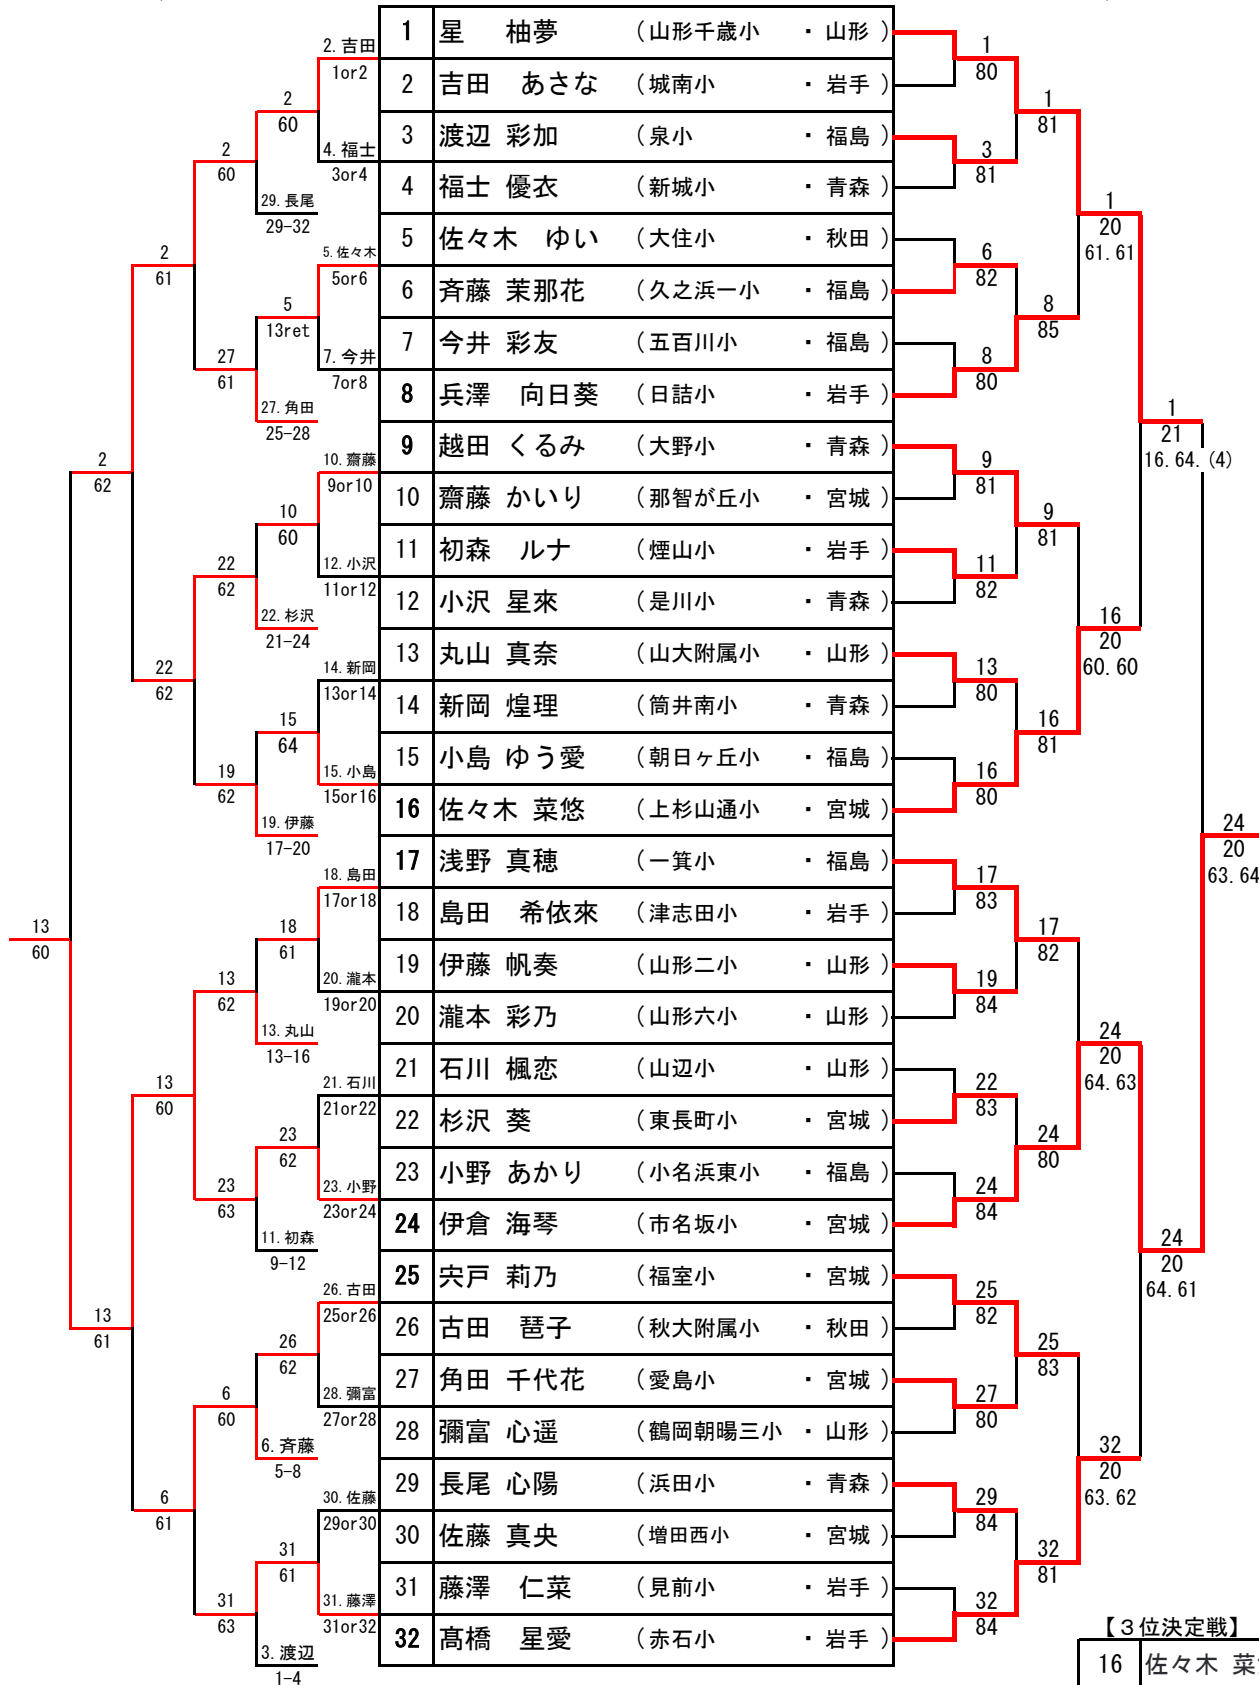 1 星 柚夢 （山形千歳小 ・ 山形 ）
2 吉田 あさな （城南小 ・ 岩手 ）
3 渡辺 彩加 （泉小 ・ 福島 ）
4 福士 優衣 （新城小 ・ 青森 ）
5 佐々木 ゆい （大住小 ・ 秋田 ）
6 斉藤 茉那花 （久之浜一小 ・ 福島 ）
7 今井 彩友 （五百川小 ・ 福島 ）
8 兵澤 向日葵 （日詰小 ・ 岩手 ）
9 越田 くるみ （大野小 ・ 青森 ）
10 齋藤 かいり （那智が丘小 ・ 宮城 ）
11 初森 ルナ （煙山小 ・ 岩手 ）
12 小沢 星來 （是川小 ・ 青森 ）
13 丸山 真奈 （山大附属小 ・ 山形 ）
14 新岡 煌理 （筒井南小 ・ 青森 ）
15 小島 ゆう愛 （朝日ヶ丘小 ・ 福島 ）
16 佐々木 菜悠 （上杉山通小 ・ 宮城 ）
17 浅野 真穂 （一箕小 ・ 福島 ）
18 島田 希依來 （津志田小 ・ 岩手 ）
19 伊藤 帆奏 （山形二小 ・ 山形 ）
20 瀧本 彩乃 （山形六小 ・ 山形 ）
21 石川 楓恋 （山辺小 ・ 山形 ）
22 杉沢 葵 （東長町小 ・ 宮城 ）
23 小野 あかり （小名浜東小 ・ 福島 ）
24 伊倉 海琴 （市名坂小 ・ 宮城 ）
25 宍戸 莉乃 （福室小 ・ 宮城 ）
26 古田 琶子 （秋大附属小 ・ 秋田 ）
27 角田 千代花 （愛島小 ・ 宮城 ）
28 彌富 心遥 （鶴岡朝暘三小 ・ 山形 ）
29 長尾 心陽 （浜田小 ・ 青森 ）
30 佐藤 真央 （増田西小 ・ 宮城 ）
31 藤澤 仁菜 （見前小 ・ 岩手 ）
32 髙橋 星愛 （赤石小 ・ 岩手 ）
2. 吉田
1or2
4. 福士
3or4
5. 佐々木
5or6
7. 今井
7or8
10. 齋藤
9or10
12. 小沢
11or12
14. 新岡
13or14
15. 小島
15or16
18. 島田
17or18
20. 瀧本
19or20
21. 石川
21or22
23. 小野
23or24
26. 古田
25or26
28. 彌富
27or28
30. 佐藤
29or30
31. 藤澤
31or32
2
60
29. 長尾
29-32
5
13ret
27. 角田
25-28
10
60
22. 杉沢
21-24
15
64
19. 伊藤
17-20
18
61
13. 丸山
13-16
23
62
11. 初森
9-12
26
62
6. 斉藤
5-8
31
61
3. 渡辺
1-4
2
60
27
61
22
62
19
62
13
62
23
63
6
60
31
63
2
61
22
62
13
60
6
61
2
62
13
61
13
60
1
80
3
81
6
82
8
80
9
81
11
82
13
80
16
80
17
83
19
84
22
83
24
84
25
82
27
80
29
84
32
84
1
81
8
85
9
81
16
81
17
82
24
80
25
83
32
81
1
20
61. 61
16
20
60. 60
24
20
64. 63
32
20
63. 62
1
21
16. 64. (4)
24
20
64. 61
24
20
63. 64
【３位決定戦】
16 佐々木 菜